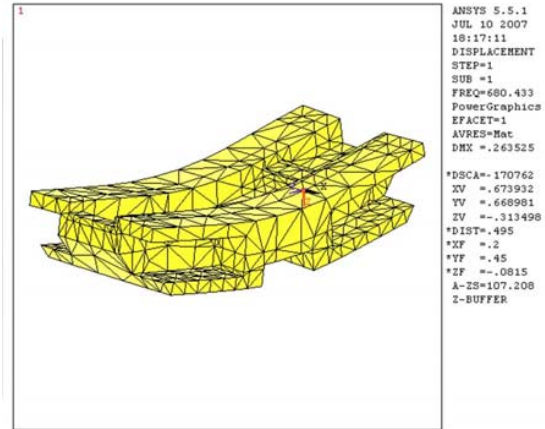 1
ANSYS 5.5.1
JUL 10 2007
18:17:11
DISPLACEMENT
STEP=1
SUB =1
FREQ=680.433
PowerGraphics
EFACET=1
AVRES=Mat
DMX =.263525
*DSCA=-170762
XV =.673932
YV =.668981
ZV =-.313498
*DIST=.495
*XF =.2
*YF =.45
*ZF =-.0815
A-ZS=107.208
Z-BUFFER